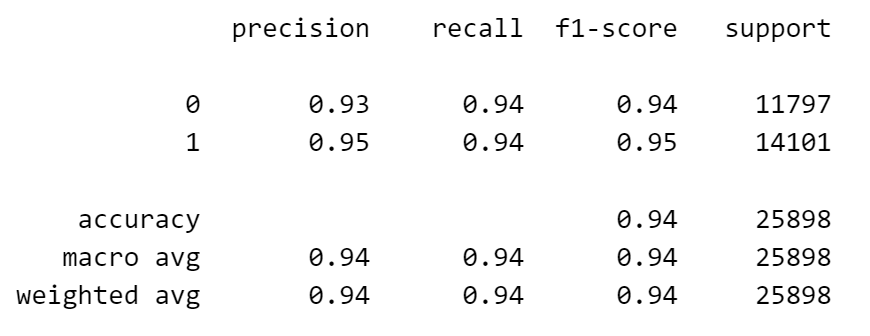 precision recall f1-score support
0 0.93 0.94 0.94 11797
1 0.95 0.94 0.95 14101
accuracy 0.94 25898
macro avg 0.94 0.94 0.94 25898
weighted avg 0.94 0.94 0.94 25898